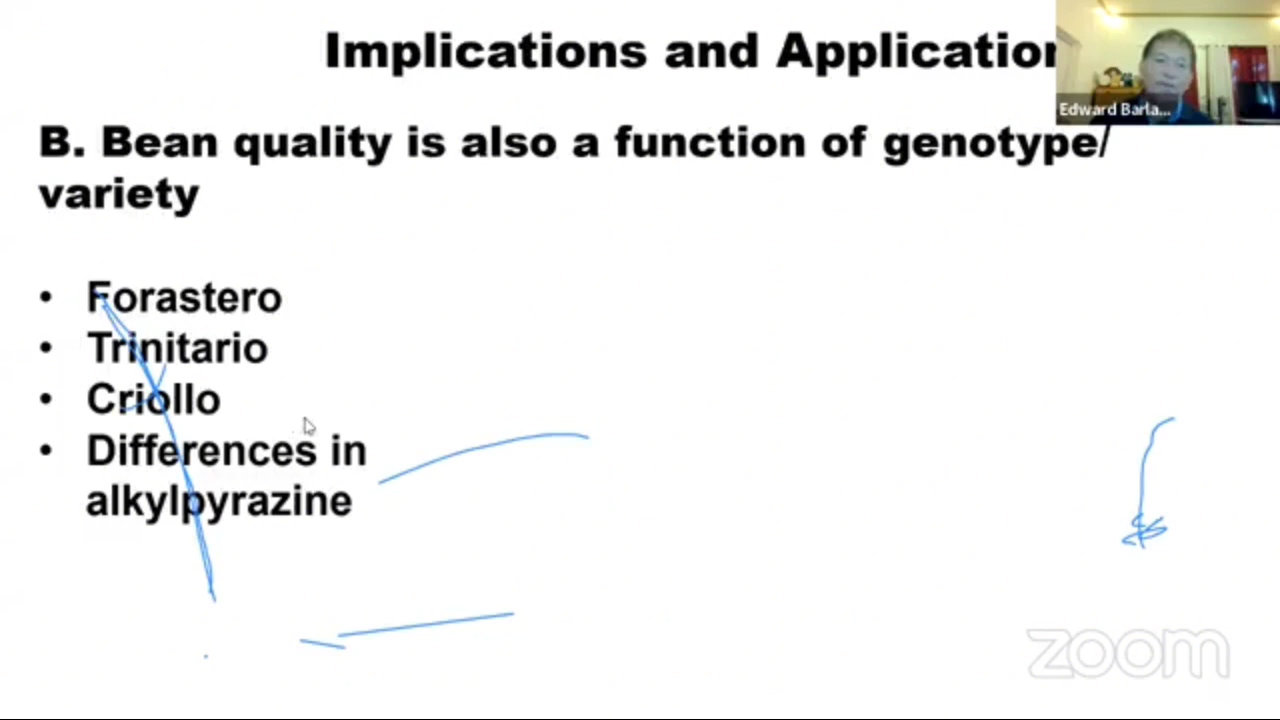 Implications and Application
Edward Barla...
B. Bean quality is also a function of genotype/
variety
• Forastero
• Trinitario
• Criollo
• Differences in
alkylpyrazine
zoom